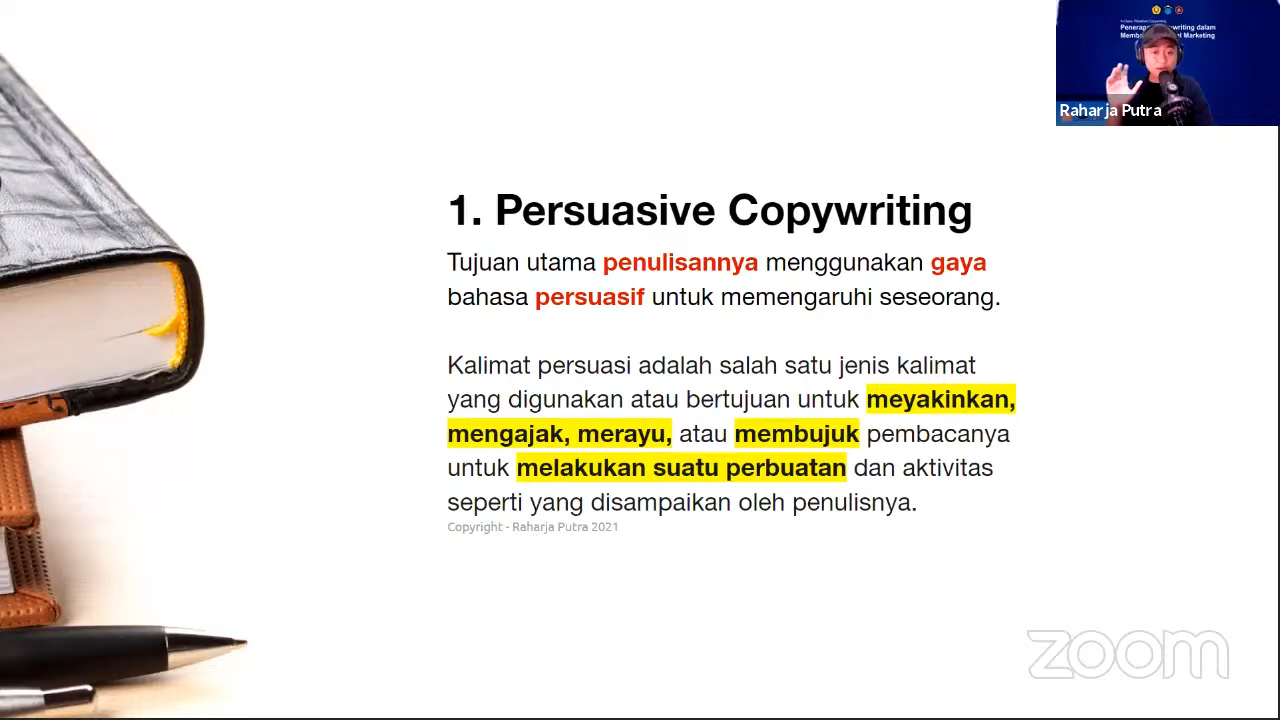 Raharja Putra
1. Persuasive Copywriting
Tujuan utama penulisannya menggunakan gaya
bahasa persuasif untuk memengaruhi seseorang.
Kalimat persuasi adalah salah satu jenis kalimat
yang digunakan atau bertujuan untuk meyakinkan,
mengajak, merayu, atau membujuk pembacanya
untuk melakukan suatu perbuatan dan aktivitas
seperti yang disampaikan oleh penulisnya.
Copyright - Raharja Putra 2021
zoom